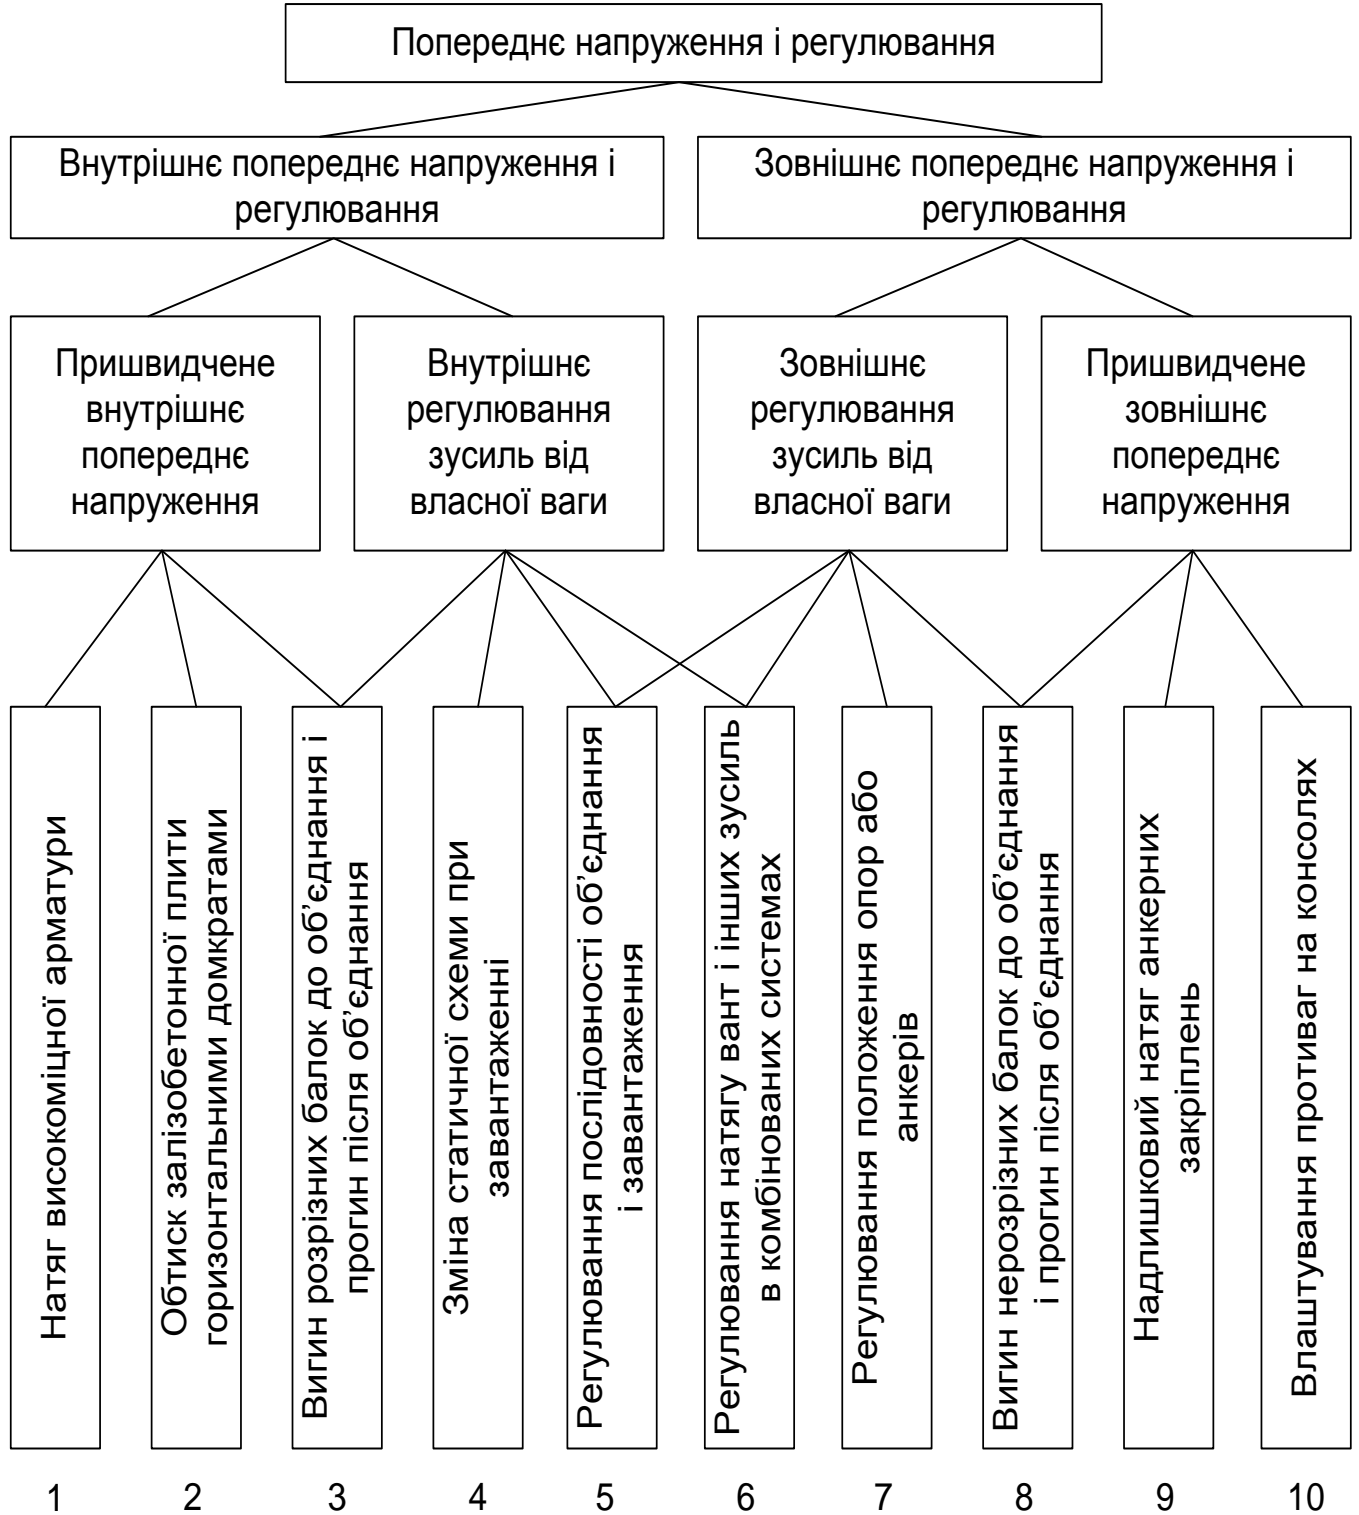 Попереднє напруження і регулювання
Внутрішнє попереднє напруження і
регулювання
Зовнішнє попереднє напруження і
регулювання
Пришвидчене
внутрішнє
попереднє
напруження
Внутрішнє
регулювання
зусиль від
власної ваги
Зовнішнє
регулювання
зусиль від
власної ваги
Пришвидчене
зовнішнє
попереднє
напруження
Натяг високоміцної арматури
Обтиск залізобетонної плити
горизонтальними домкратами
Вигин розрізних балок до об’єднання і
прогин після об’єднання
Зміна статичної схеми при
завантаженні
Регулювання послідовності об’єднання
і завантаження
Регулювання натягу вант і інших зусиль
в комбінованих системах
Регулювання положення опор або
анкерів
Вигин нерозрізних балок до об’єднання
і прогин після об’єднання
Надлишковий натяг анкерних
закріплень
Влаштування противаг на консолях
1
2
3
4
5
6
7
8
9
10